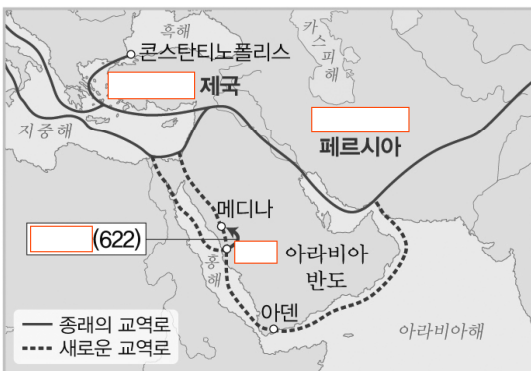 흑해
카스피해
콘스탄티노폴리스
제국
지중해
페르시아
메디나
(622)
아라비아
반도
홍해
아덴
아라비아해
종래의 교역로
새로운 교역로